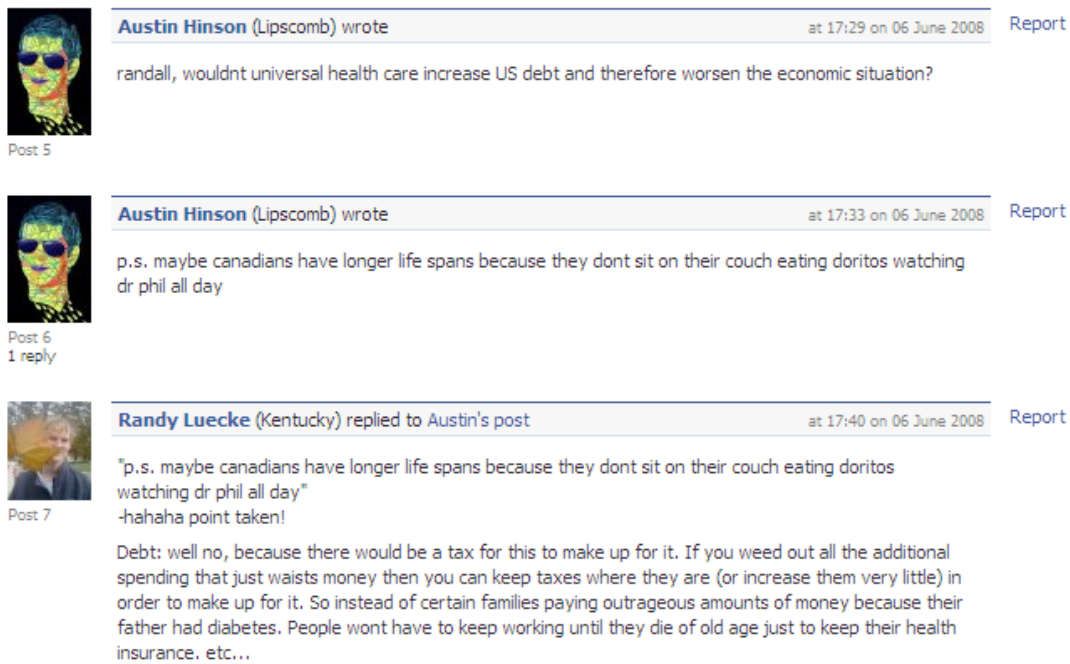 Austin Hinson (Lipscomb) wrote at 17:29 on 06 June 2008 Report
randall, wouldnt universal health care increase US debt and therefore worsen the economic situation?
Post 5
Austin Hinson (Lipscomb) wrote at 17:33 on 06 June 2008 Report
p.s. maybe canadians have longer life spans because they dont sit on their couch eating doritos watching
dr phil all day
Post 6
1 reply
Randy Luecke (Kentucky) replied to Austin's post at 17:40 on 06 June 2008 Report
"p.s. maybe canadians have longer life spans because they dont sit on their couch eating doritos
watching dr phil all day"
-hahaha point taken!
Post 7
Debt: well no, because there would be a tax for this to make up for it. If you weed out all the additional
spending that just waists money then you can keep taxes where they are (or increase them very little) in
order to make up for it. So instead of certain families paying outrageous amounts of money because their
father had diabetes. People wont have to keep working until they die of old age just to keep their health
insurance. etc...